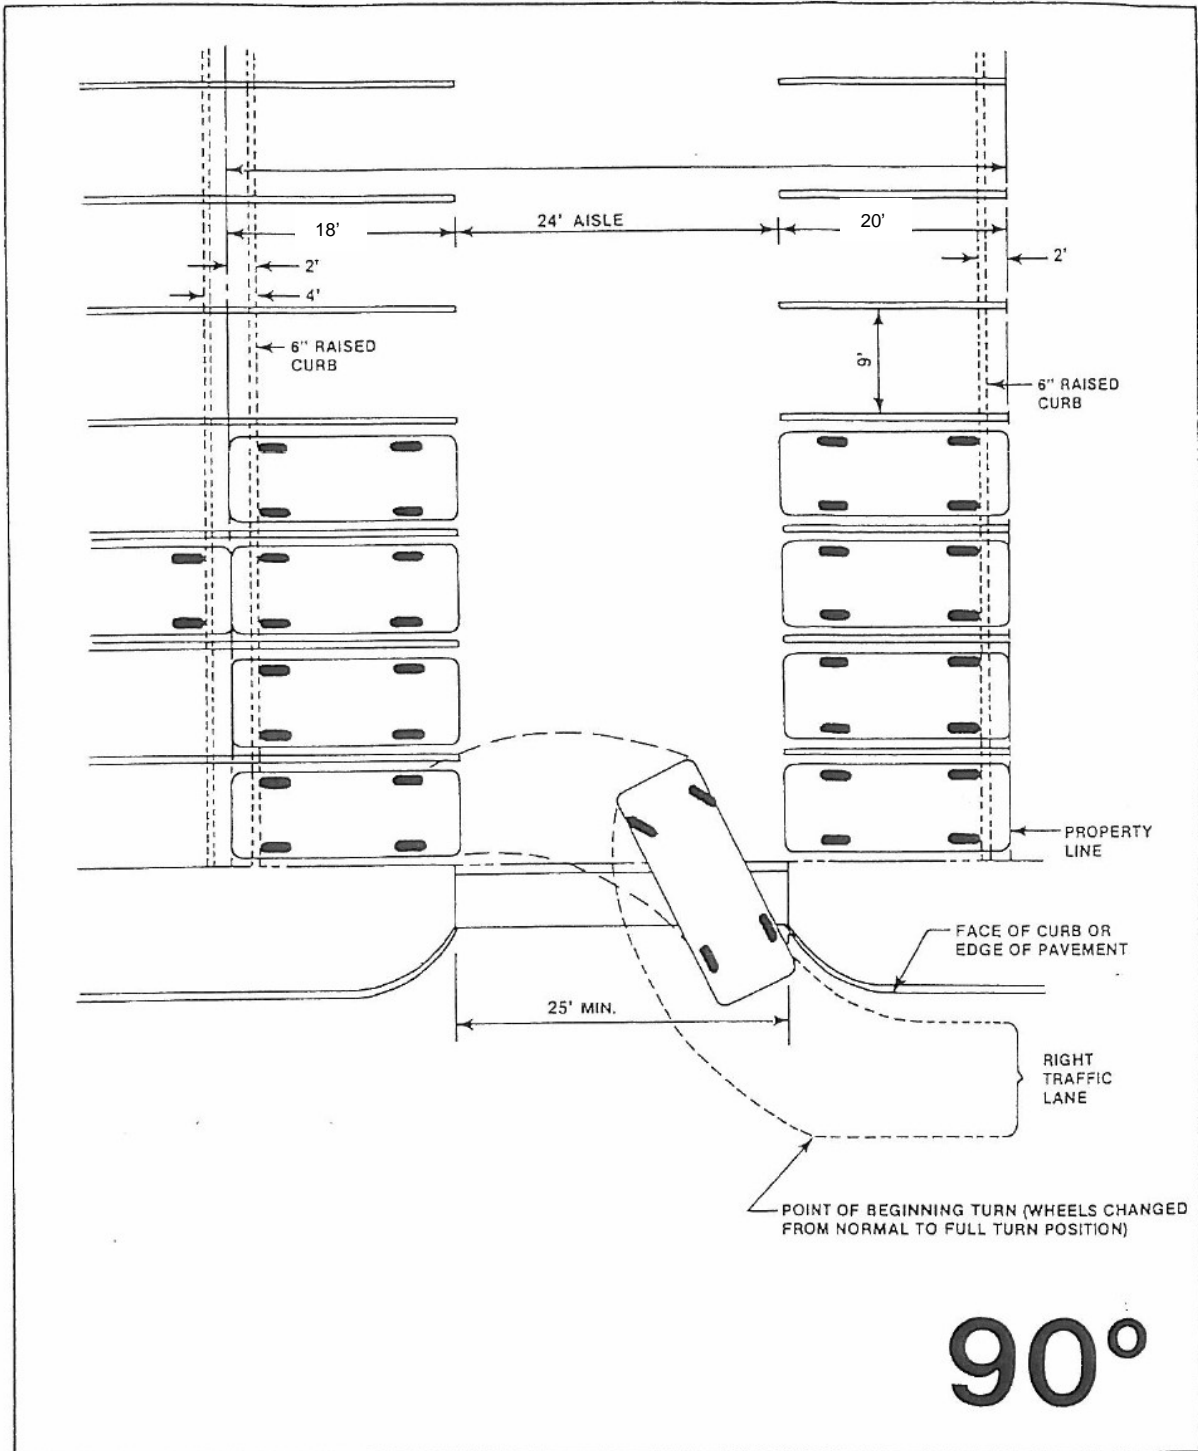 18'
24' AISLE
20'
2'
2'
4'
6" RAISED
CURB
9'
6" RAISED
CURB
PROPERTY
LINE
FACE OF CURB OR
EDGE OF PAVEMENT
25' MIN.
RIGHT
TRAFFIC
LANE
POINT OF BEGINNING TURN (WHEELS CHANGED
FROM NORMAL TO FULL TURN POSITION)
90°